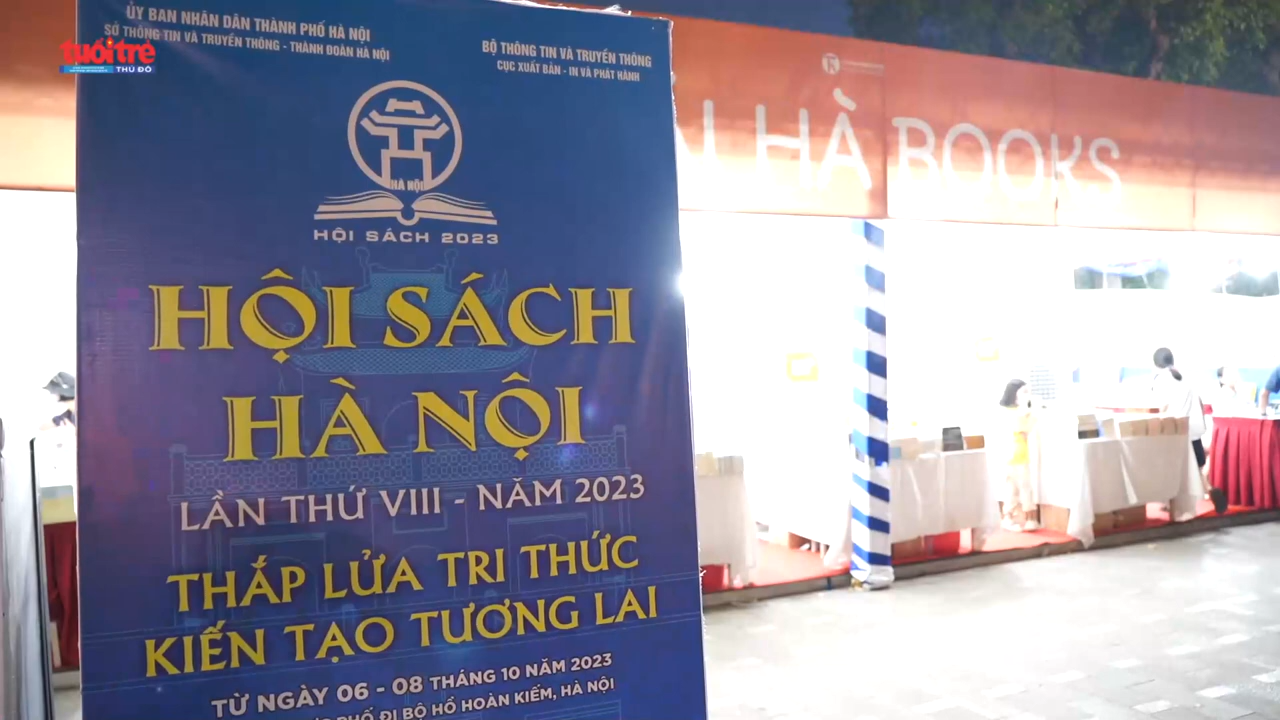 tuổi trẻ
THỦ ĐÔ
ỦY BAN NHÂN DÂN THÀNH PHỐ HÀ NỘI
SỞ THÔNG TIN VÀ TRUYỀN THÔNG - THÀNH ĐOÀN HÀ NỘI
BỘ THÔNG TIN VÀ TRUYỀN THÔNG
CỤC XUẤT BẢN - IN VÀ PHÁT HÀNH
HÀ NỘI
HỘI SÁCH 2023
HỘI SÁCH
HÀ NỘI
LẦN THỨ VIII - NĂM 2023
THẮP LỬA TRI THỨC
KIẾN TẠO TƯƠNG LAI
TỪ NGÀY 06 - 08 THÁNG 10 NĂM 2023
PHỐ ĐI BỘ HỒ HOÀN KIẾM, HÀ NỘI
HÀ BOOKS